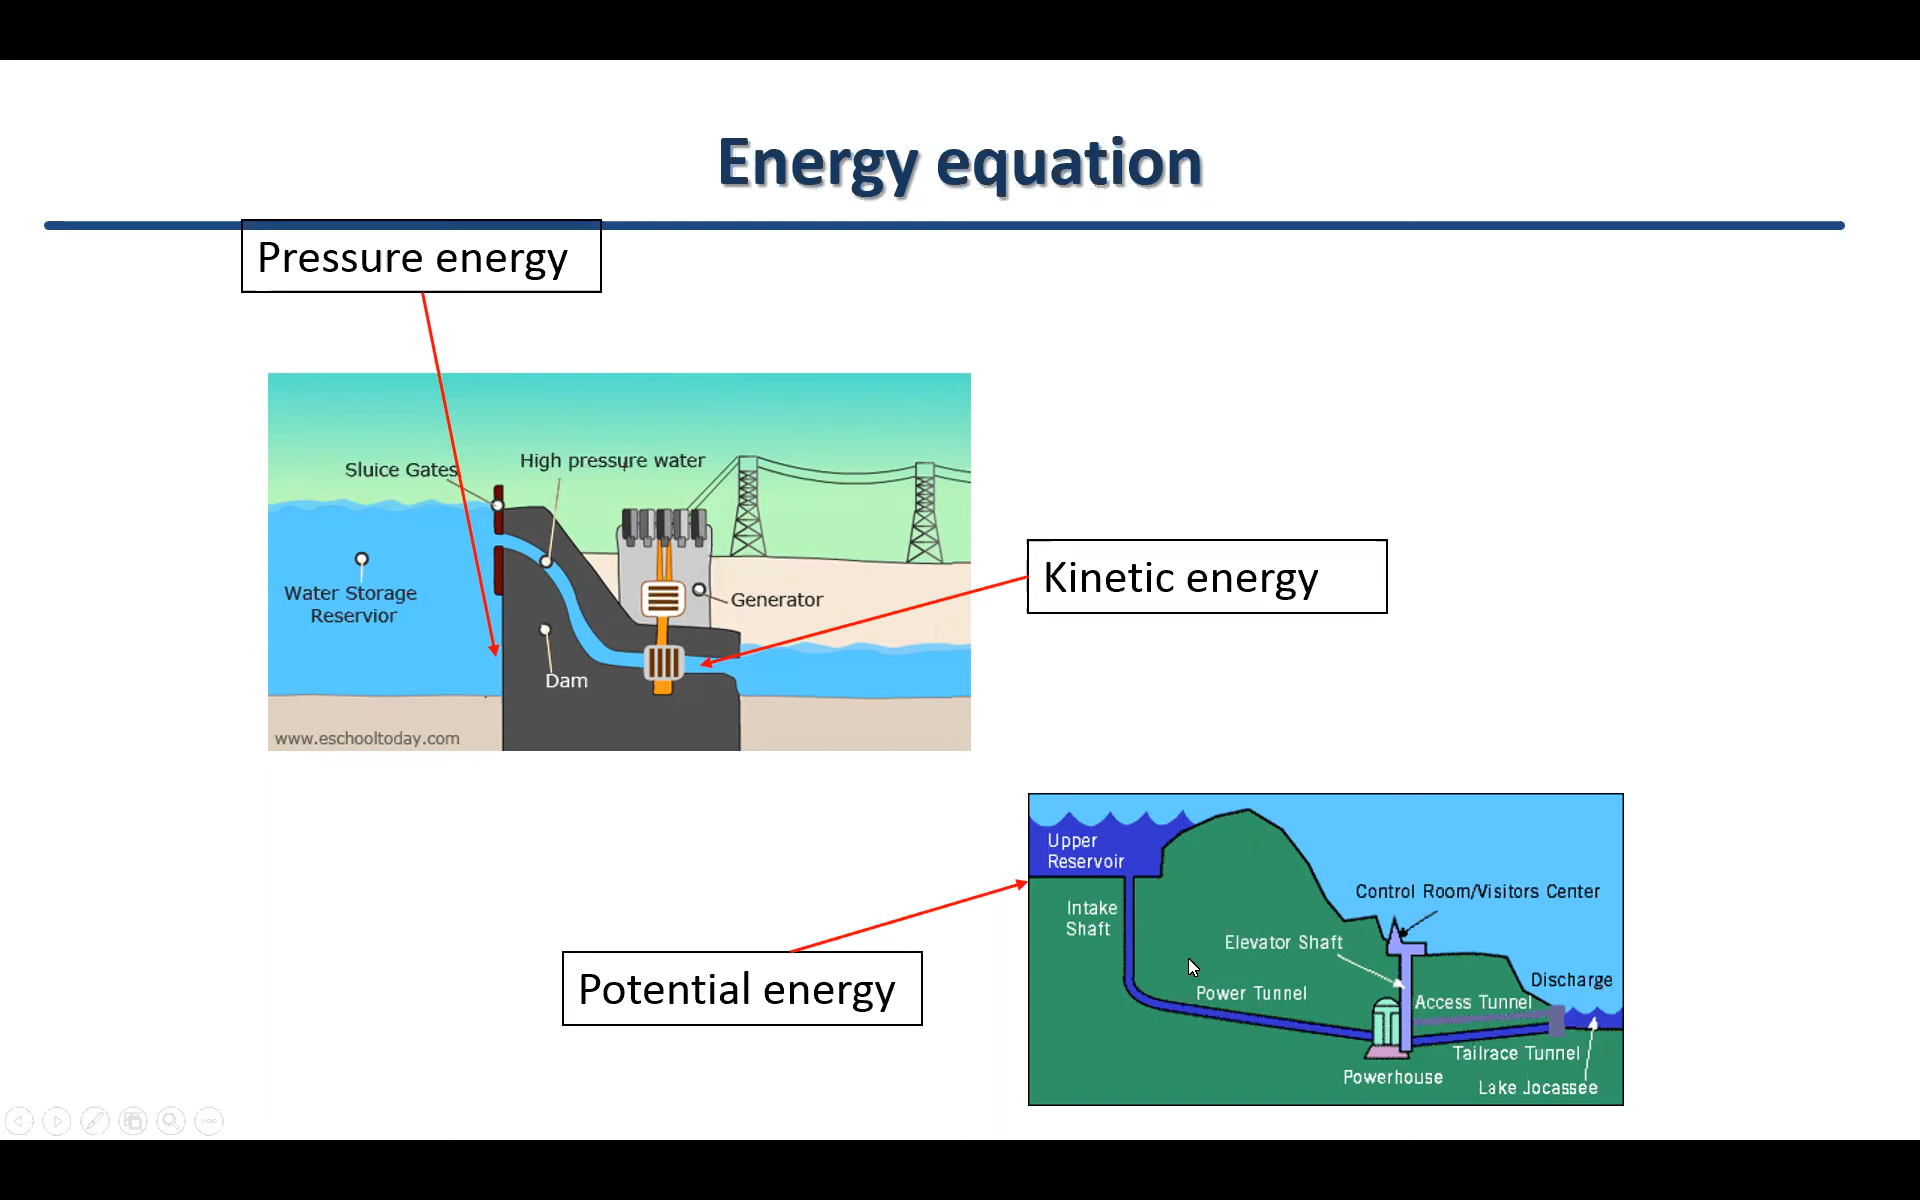 Energy equation
Pressure energy
Sluice Gates
High pressure water
Water Storage
Reservior
Generator
Dam
www.eschooltoday.com
Kinetic energy
Potential energy
Upper
Reservoir
Intake
Shaft
Control Room/Visitors Center
Elevator Shaft
Power Tunnel
Discharge
Access Tunnel
Tailrace Tunnel
Powerhouse
Lake Jocassee